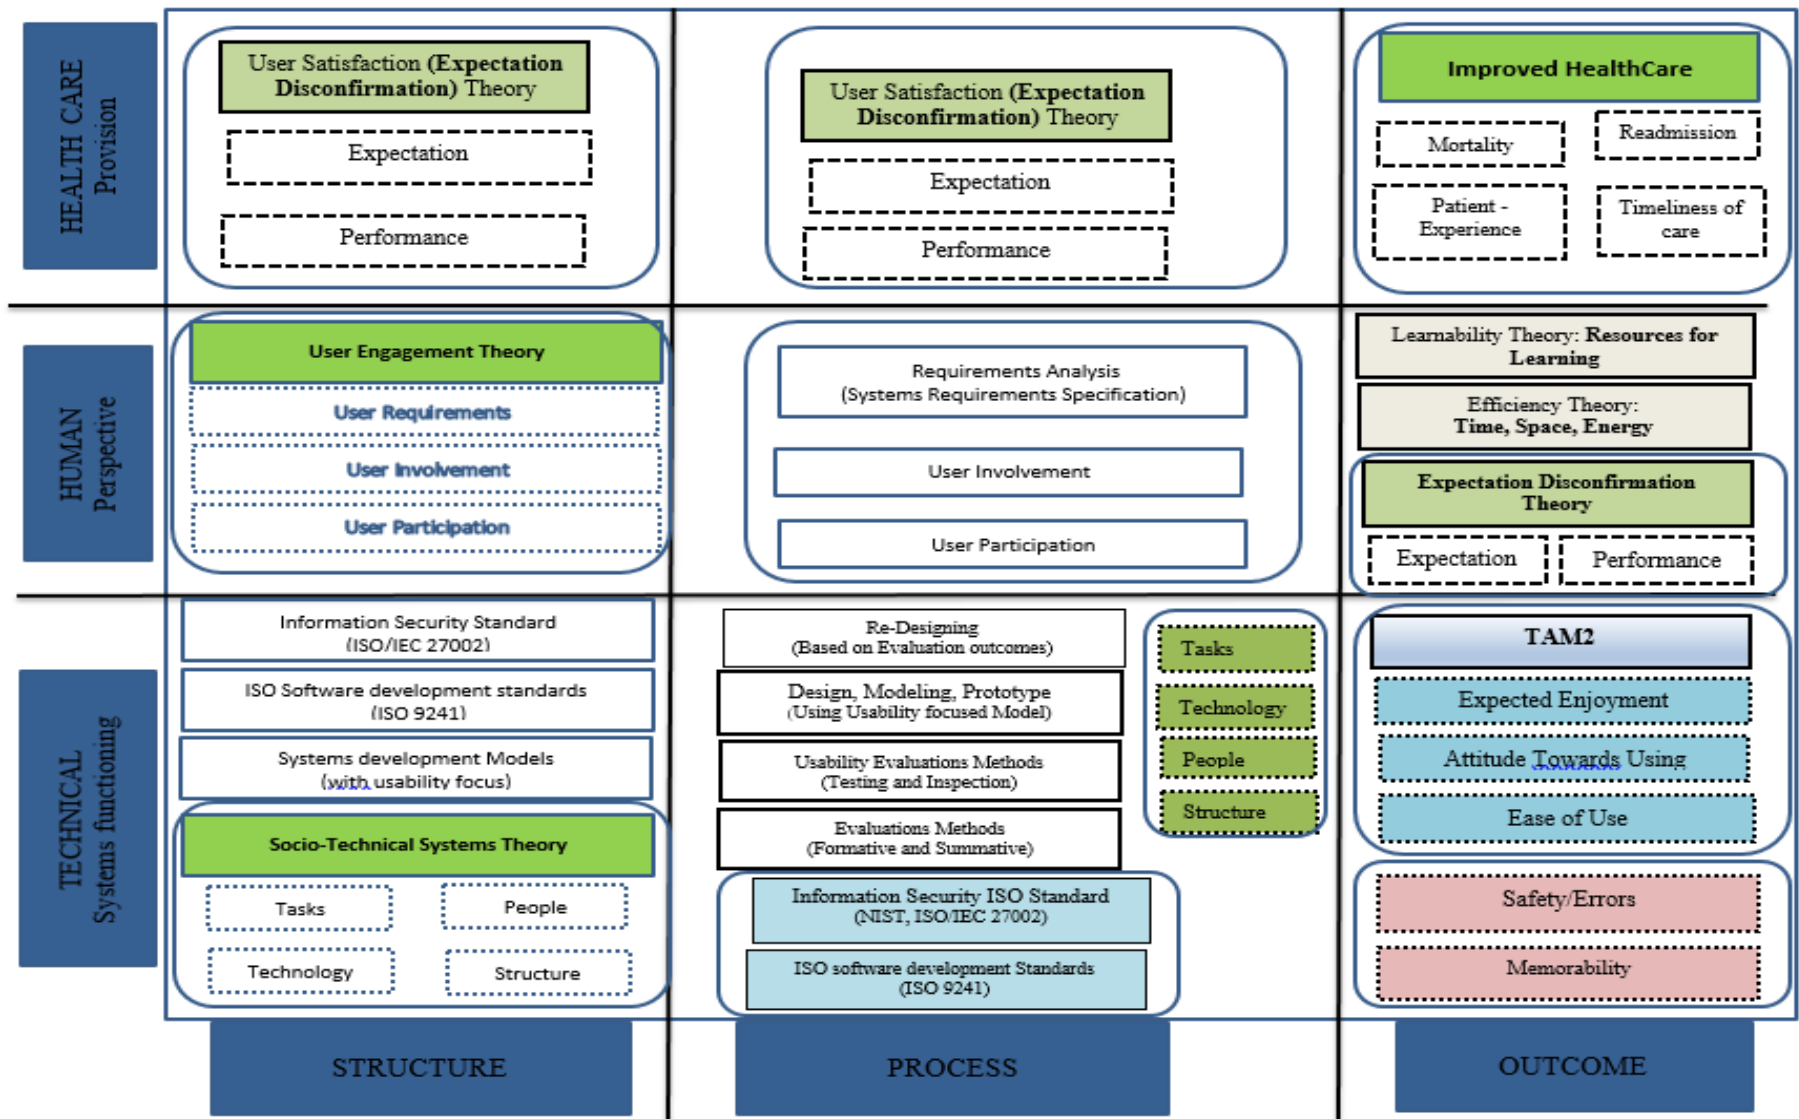 HEALTH CARE
Provision
User Satisfaction (Expectation
Disconfirmation) Theory
Expectation
Performance
User Satisfaction (Expectation
Disconfirmation) Theory
Expectation
Performance
Improved HealthCare
Mortality
Readmission
Patient -
Experience
Timeliness of
care
HUMAN
Perspective
User Engagement Theory
User Requirements
User Involvement
User Participation
Requirements Analysis
(Systems Requirements Specification)
User Involvement
User Participation
Learnability Theory: Resources for
Learning
Efficiency Theory:
Time, Space, Energy
Expectation Disconfirmation
Theory
Expectation
Performance
TECHNICAL
Systems functioning
Information Security Standard
(ISO/IEC 27002)
ISO Software development standards
(ISO 9241)
Systems development Models
(with usability focus)
Socio-Technical Systems Theory
Tasks
People
Technology
Structure
Re-Designing
(Based on Evaluation outcomes)
Design, Modeling, Prototype
(Using Usability focused Model)
Usability Evaluations Methods
(Testing and Inspection)
Evaluations Methods
(Formative and Summative)
Information Security ISO Standard
(NIST, ISO/IEC 27002)
ISO software development Standards
(ISO 9241)
Tasks
Technology
People
Structure
TAM2
Expected Enjoyment
Attitude Towards Using
Ease of Use
Safety/Errors
Memorability
STRUCTURE
PROCESS
OUTCOME